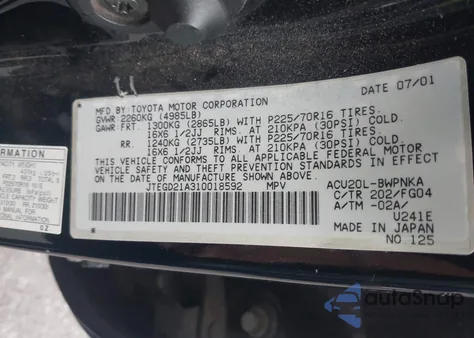 DATE 07/01
MFD. BY: TOYOTA MOTOR CORPORATION
GVWR 2260KG (4985LB)
GAWR: FRT. 1300KG (2865LB) WITH P225/70R16 TIRES.
16X6 1/2JJ RIMS. AT 210KPA (30PSI) COLD.
RR. 1240KG (2735LB) WITH P225/70R16 TIRES.
16X6 1/2JJ RIMS. AT 210KPA (30PSI) COLD.
THIS VEHICLE CONFORMS TO ALL APPLICABLE FEDERAL MOTOR
VEHICLE SAFETY AND THEFT PREVENTION STANDARDS IN EFFECT
ON THE DATE OF MANUFACTURE SHOWN ABOVE.
JTEGD21A310018592 MPV ACU20L-BWPNKA
C/TR 202/FG04
A/TM -02A/
U241E
MADE IN JAPAN
NO. 125
FORMATION
OZ
autoSnap